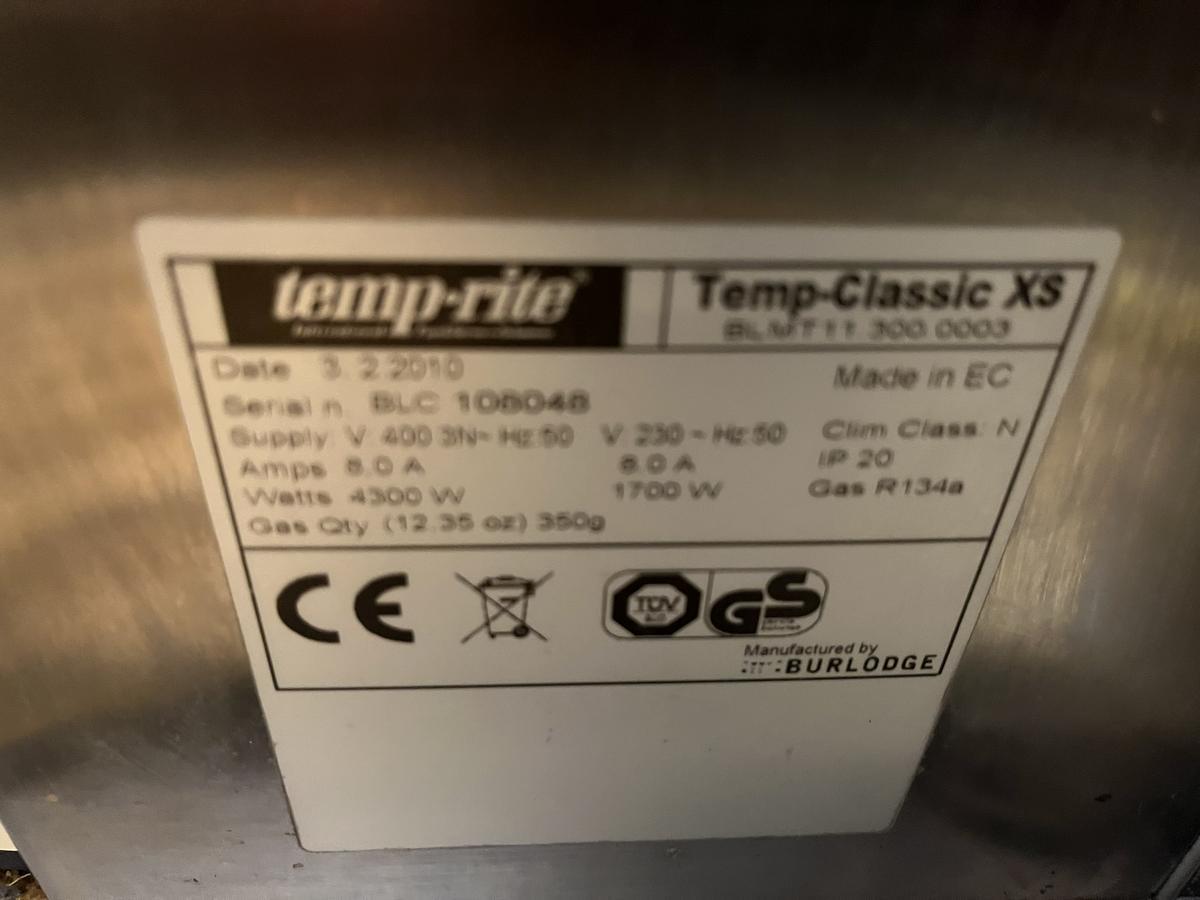 temp-rite®
Temp-Classic XS
BLMT11.300.0003
Date 3. 2.2010
Made in EC
Serial n. BLC 108048
Supply: V 400 3N~ Hz 50 V 230 ~ Hz 50 Clim Class: N
Amps 8.0 A 8.0 A IP 20
Watts 4300 W 1700 W Gas R134a
Gas Qty (12.35 oz) 350g
CE
TÜV
GS
Manufactured by
BURLODGE